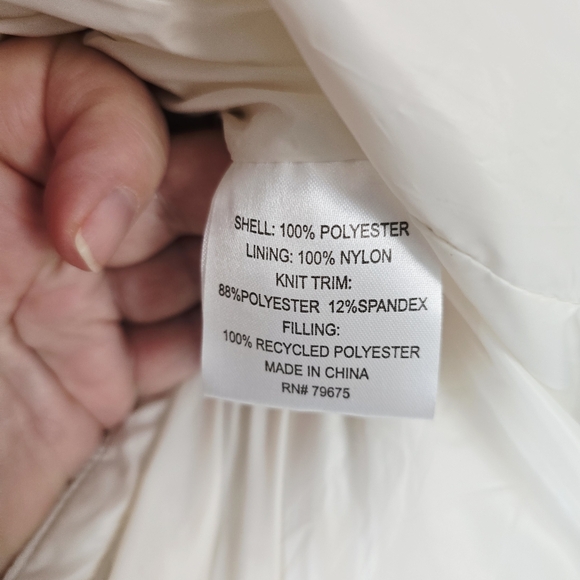 SHELL: 100% POLYESTER
LINING: 100% NYLON
KNIT TRIM:
88%POLYESTER 12%SPANDEX
FILLING:
100% RECYCLED POLYESTER
MADE IN CHINA
RN# 79675